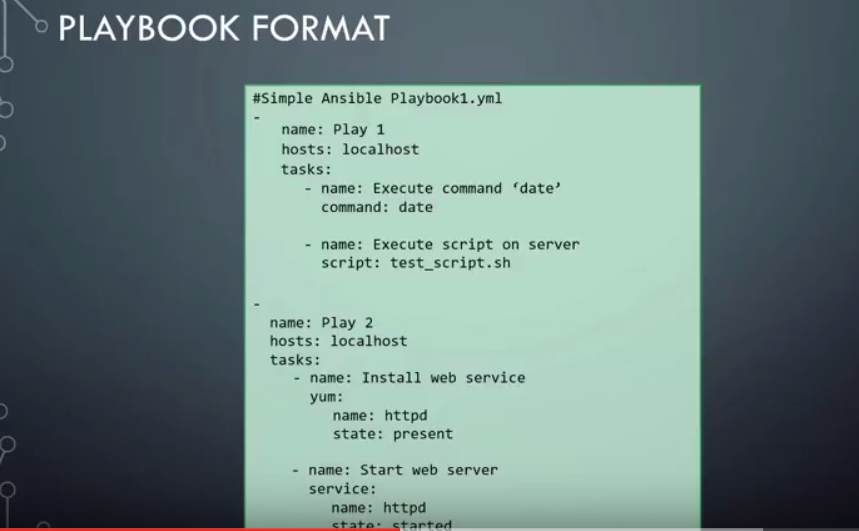 PLAYBOOK FORMAT
#Simple Ansible Playbook1.yml
-
name: Play 1
hosts: localhost
tasks:
- name: Execute command ‘date’
command: date
- name: Execute script on server
script: test_script.sh
-
name: Play 2
hosts: localhost
tasks:
- name: Install web service
yum:
name: httpd
state: present
- name: Start web server
service:
name: httpd
state: started